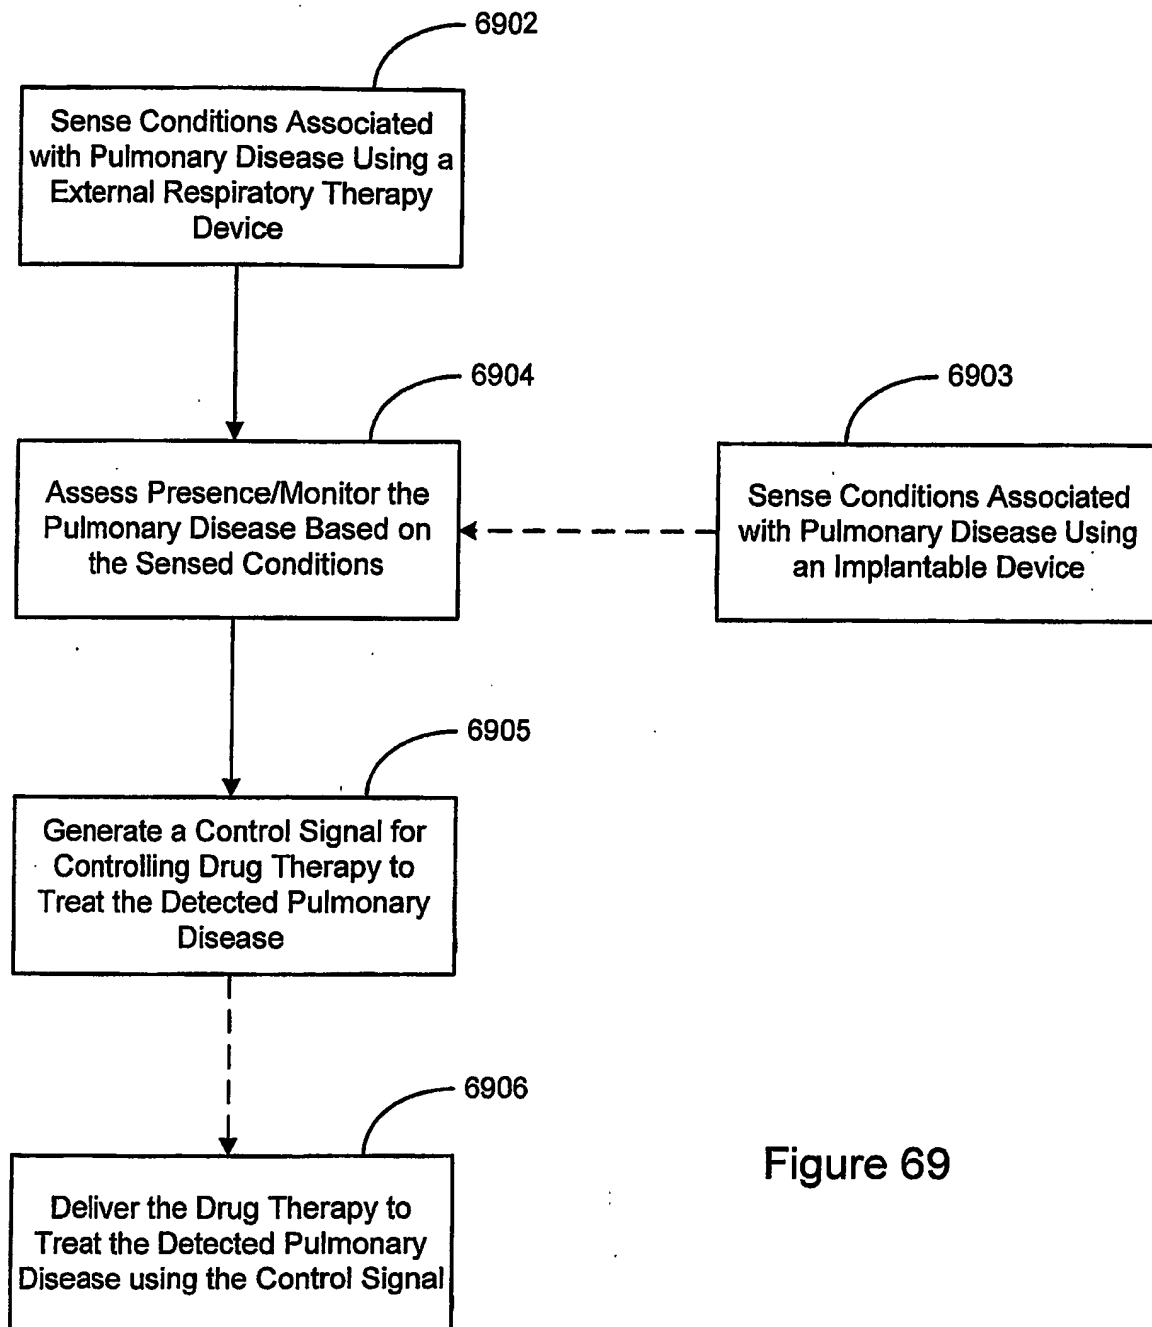 6902
Sense Conditions Associated
with Pulmonary Disease Using a
External Respiratory Therapy
Device
6904
Assess Presence/Monitor the
Pulmonary Disease Based on
the Sensed Conditions
6903
Sense Conditions Associated
with Pulmonary Disease Using
an Implantable Device
6905
Generate a Control Signal for
Controlling Drug Therapy to
Treat the Detected Pulmonary
Disease
6906
Deliver the Drug Therapy to
Treat the Detected Pulmonary
Disease using the Control Signal
Figure 69